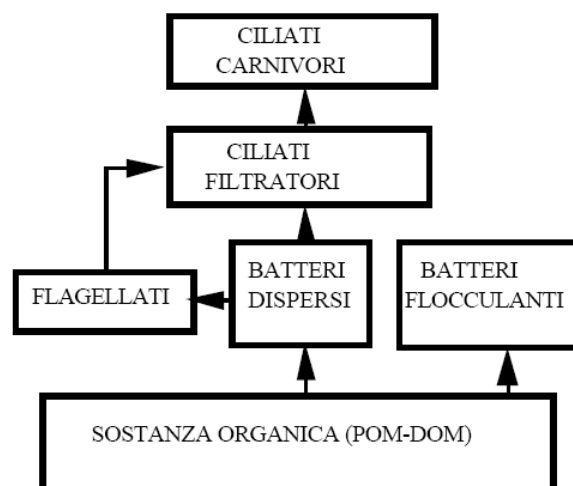 CILIATI
CARNIVORI
CILIATI
FILTRATORI
BATTERI
DISPERSI
BATTERI
FLOCCULANTI
FLAGELLATI
SOSTANZA ORGANICA (POM-DOM)